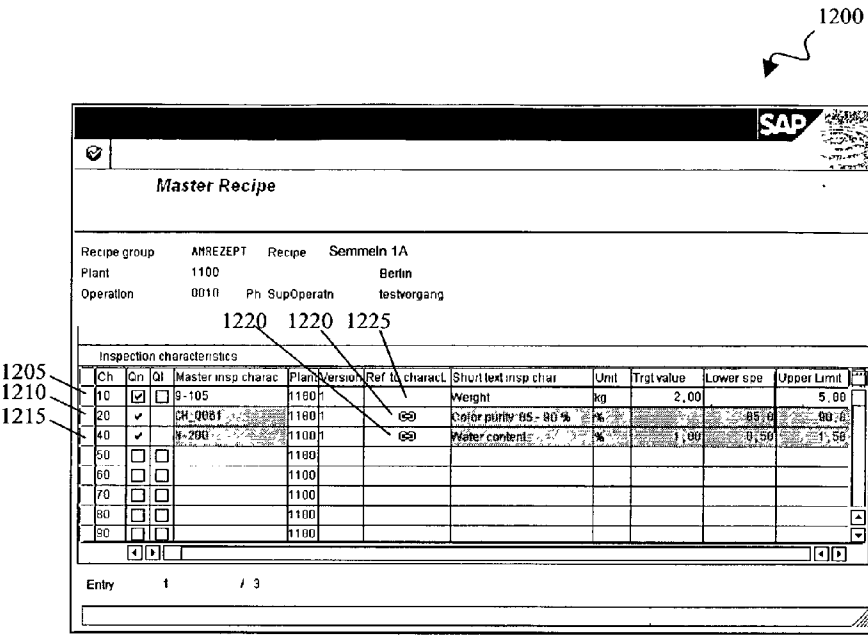 1200
SAP
Master Recipe
Recipe group AMREZEPT Recipe Semmeln 1A
Plant 1100 Berlin
Operation 0010 Ph SupOperatn testvorgang
1220 1220 1225
Inspection characteristics
Ch Qn Ql Master insp charac Plant Version Ref to charact. Short text insp char Unit Trgt value Lower spe Upper Limit
1205 10 9-105 1100 1 Weight kg 2,00 5,00
1210 20 1100 1 Color purity 85 - 90 % % 85,0 90,0
1215 40 1100 1 Water content % 1,00 0,50 1,50
50 1100
60 1100
70 1100
80 1100
90 1100
Entry 1 / 3